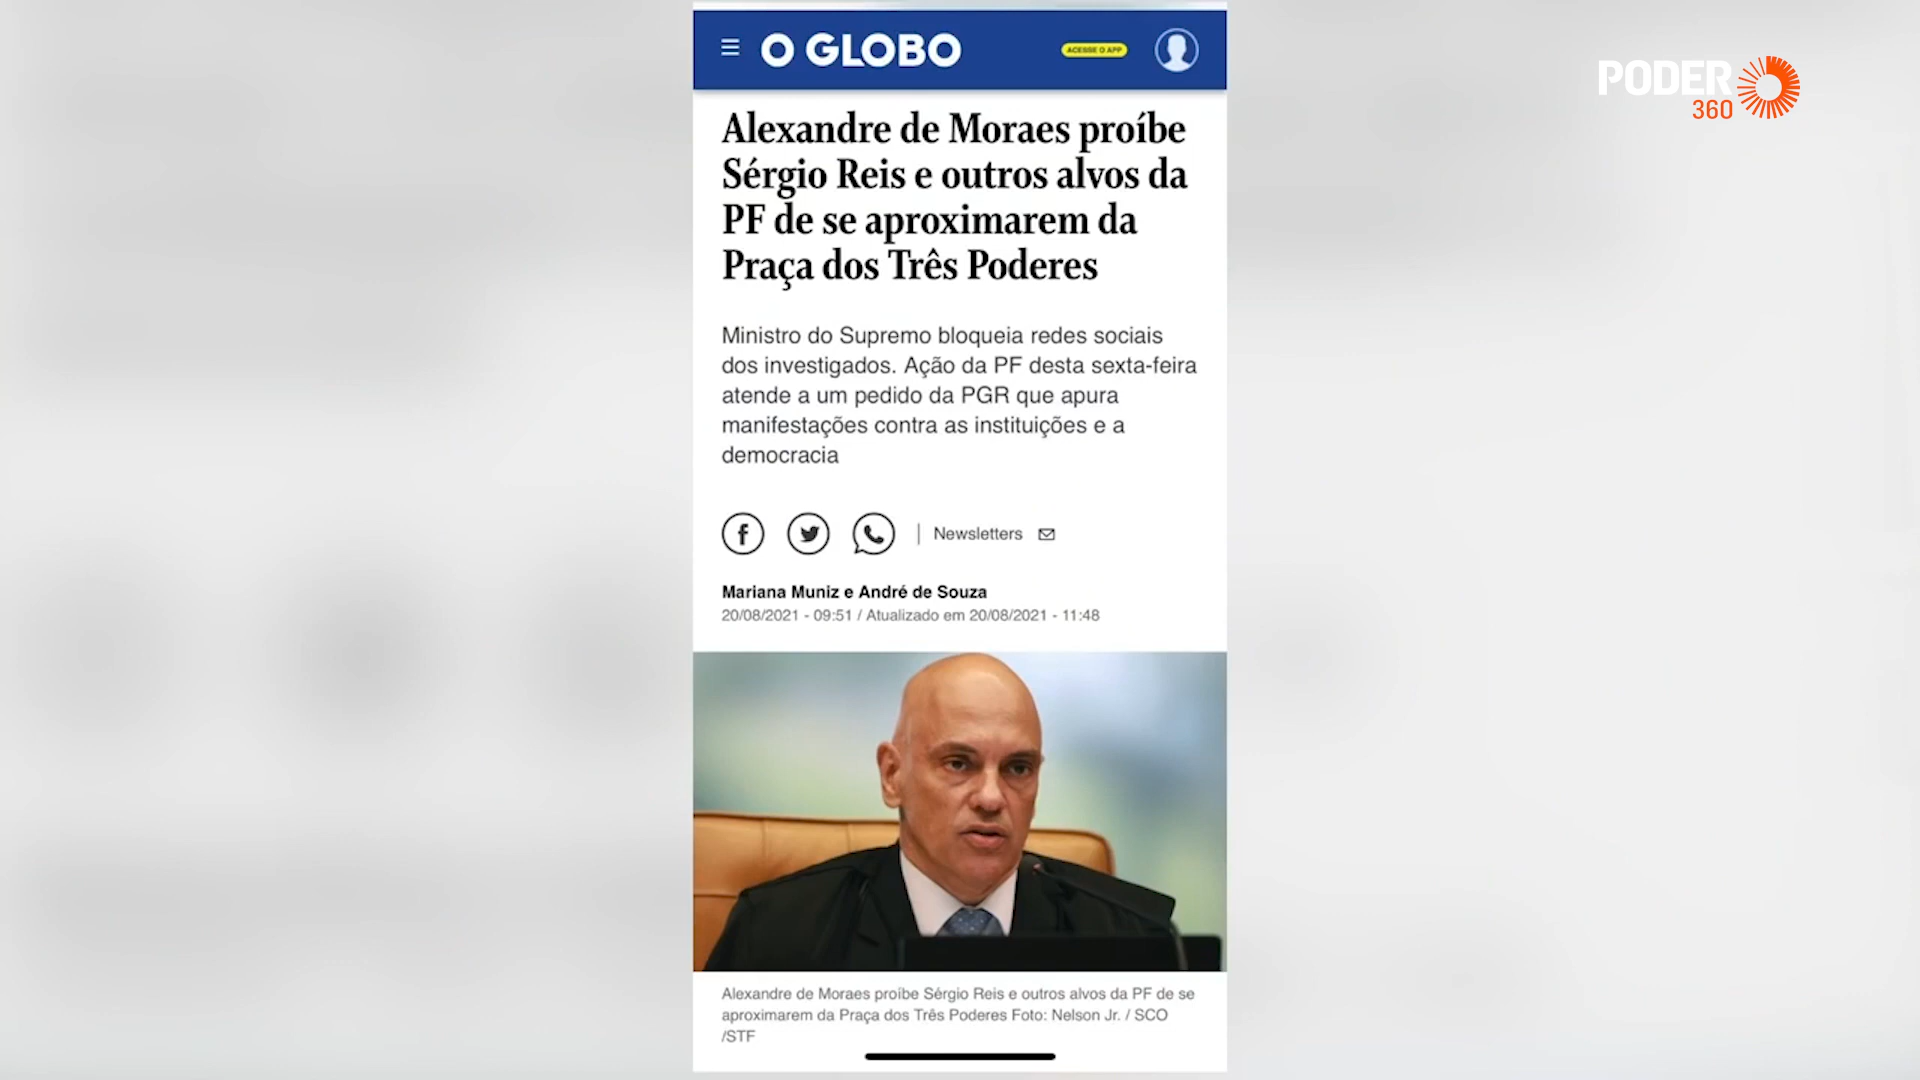 O GLOBO
ACESSE O APP
PODER
360
Alexandre de Moraes proíbe
Sérgio Reis e outros alvos da
PF de se aproximarem da
Praça dos Três Poderes
Ministro do Supremo bloqueia redes sociais
dos investigados. Ação da PF desta sexta-feira
atende a um pedido da PGR que apura
manifestações contra as instituições e a
democracia
Newsletters
Mariana Muniz e André de Souza
20/08/2021 - 09:51 / Atualizado em 20/08/2021 - 11:48
Alexandre de Moraes proíbe Sérgio Reis e outros alvos da PF de se
aproximarem da Praça dos Três Poderes Foto: Nelson Jr. / SCO
/STF